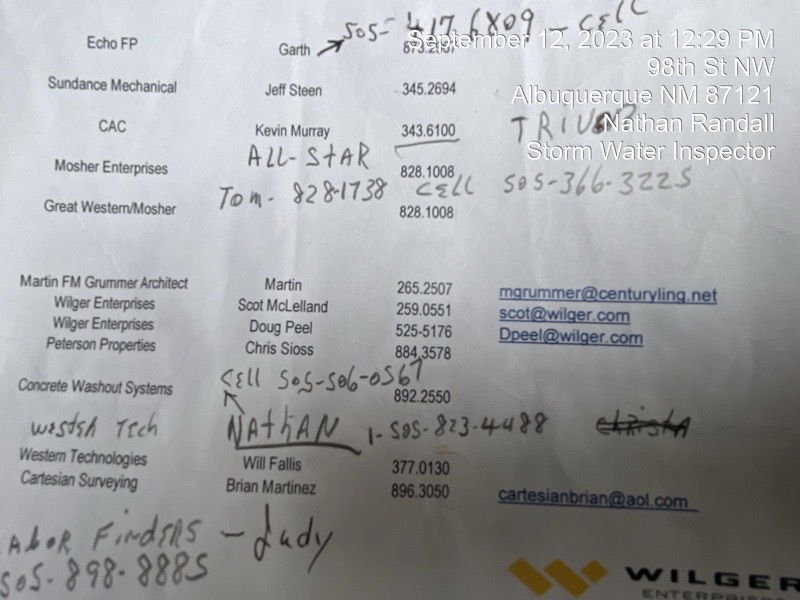 505-417-6809 - CELL
Echo FP Garth 873.2507
September 12, 2023 at 12:29 PM
98th St NW
Sundance Mechanical Jeff Steen 345.2694
Albuquerque NM 87121
CAC Kevin Murray 343.6100
Nathan Randall
ALL-STAR
Storm Water Inspector
Mosher Enterprises 828.1008
Tom- 828-1738 CELL 505-366-3225
Great Western/Mosher 828.1008
Martin FM Grummer Architect Martin 265.2507 mgrummer@centuryling.net
Wilger Enterprises Scot McLelland 259.0551 scot@wilger.com
Wilger Enterprises Doug Peel 525-5176 Dpeel@wilger.com
Peterson Properties Chris Sioss 884.3578
CELL 505-506-0567
Concrete Washout Systems 892.2550
Westeh Tech NAthAN 1-505-823-4488
Western Technologies Will Fallis 377.0130
Cartesian Surveying Brian Martinez 896.3050 cartesianbrian@aol.com
AboR FinDERS - Judy
505-898-8885
WILGER
ENTERPRISES